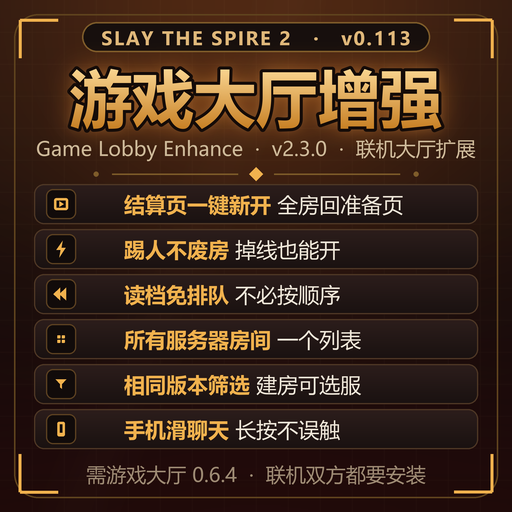 SLAY THE SPIRE 2 · v0.113
游戏大厅增强
Game Lobby Enhance · v2.3.0 · 联机大厅扩展
结算页一键新开 全房回准备页
踢人不废房 掉线也能开
读档免排队 不必按顺序
所有服务器房间 一个列表
相同版本筛选 建房可选服
手机滑聊天 长按不误触
需游戏大厅 0.6.4 · 联机双方都要安装